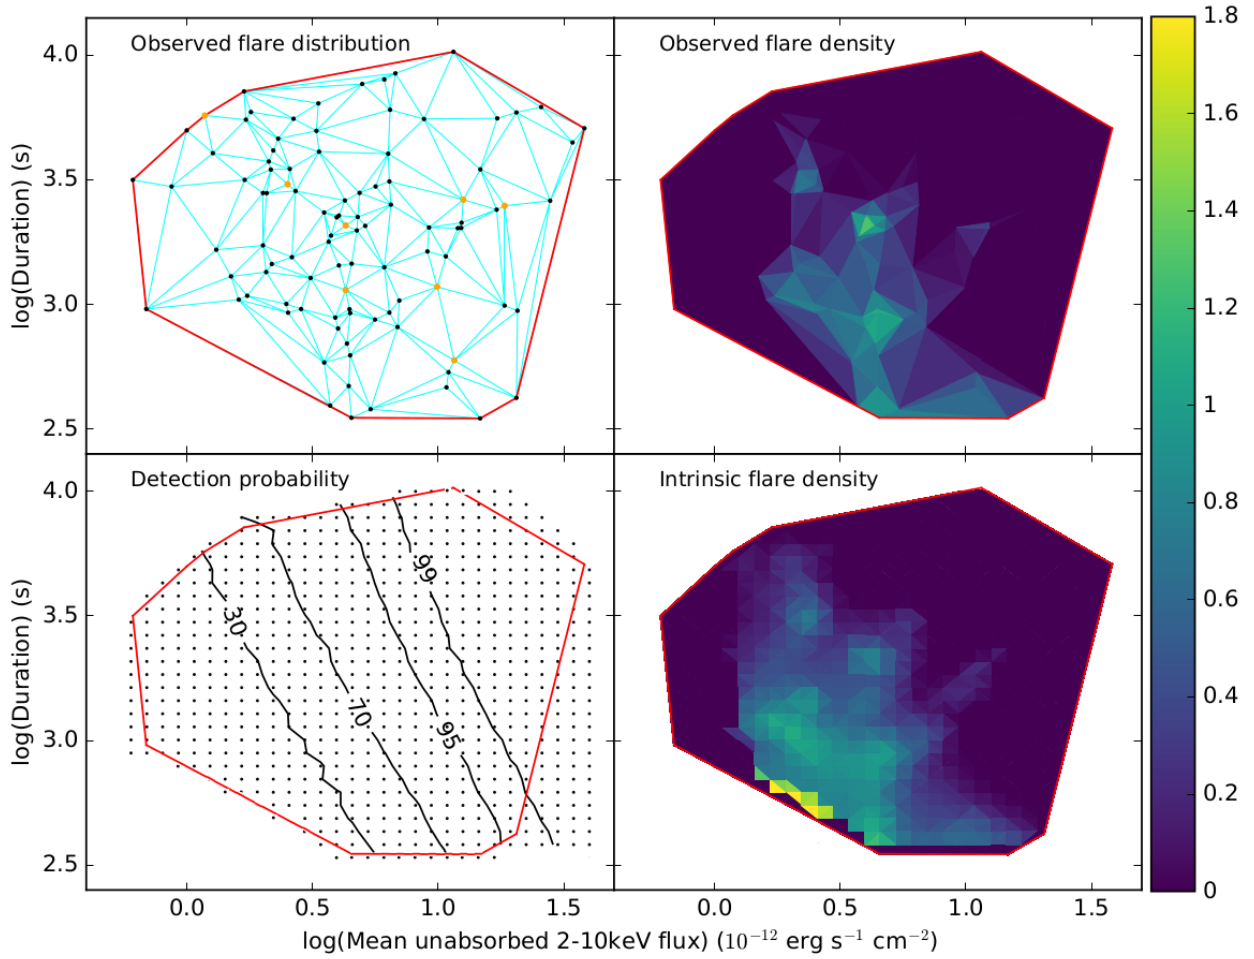 Observed flare distribution
Observed flare density
4.0
3.5
3.0
2.5
log(Duration) (s)
Detection probability
Intrinsic flare density
30
70
95
99
4.0
3.5
3.0
2.5
log(Duration) (s)
0.0 0.5 1.0 1.5
0.0 0.5 1.0 1.5
log(Mean unabsorbed 2-10keV flux) (10⁻¹² erg s⁻¹ cm⁻²)
1.8
1.6
1.4
1.2
1
0.8
0.6
0.4
0.2
0